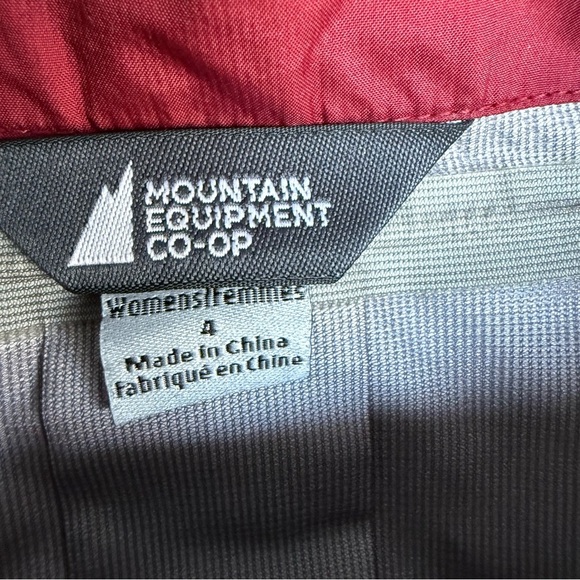 MOUNTAIN
EQUIPMENT
CO-OP
Womens/Femmes
4
Made in China
Fabriqué en Chine